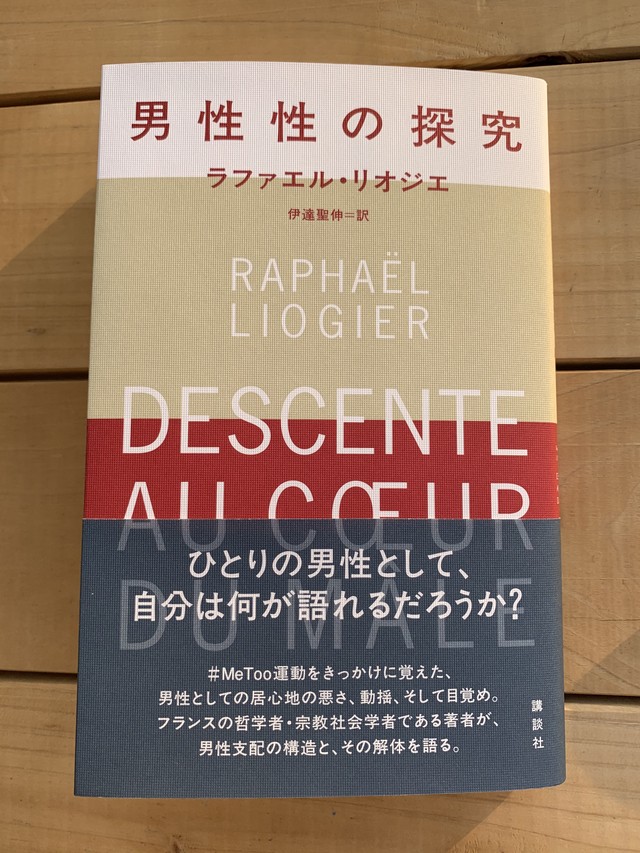 男性性の探究
ラファエル・リオジエ
伊達聖伸=訳
RAPHAËL
LIOGIER
DESCENTE
AU CŒUR
DU MÂLE
ひとりの男性として、
自分は何が語れるだろうか?
#MeToo運動をきっかけに覚えた、
男性としての居心地の悪さ、動揺、そして目覚め。
フランスの哲学者・宗教社会学者である著者が、
男性支配の構造と、その解体を語る。
講談社